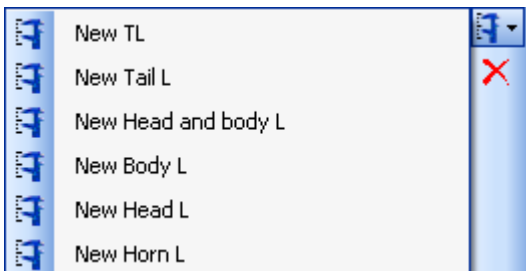 New TL
New Tail L
New Head and body L
New Body L
New Head L
New Horn L